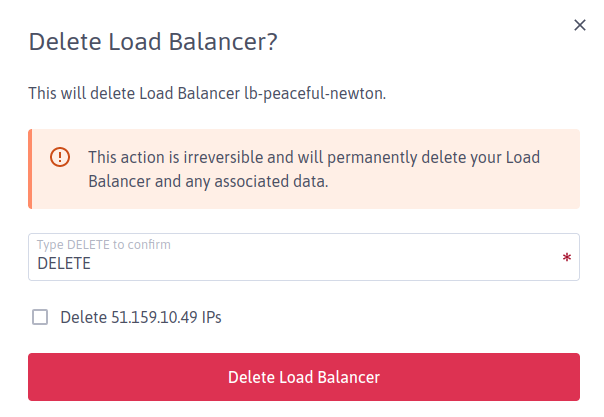 Delete Load Balancer?
This will delete Load Balancer lb-peaceful-newton.
This action is irreversible and will permanently delete your Load
Balancer and any associated data.
Type DELETE to confirm
DELETE *
Delete 51.159.10.49 IPs
Delete Load Balancer